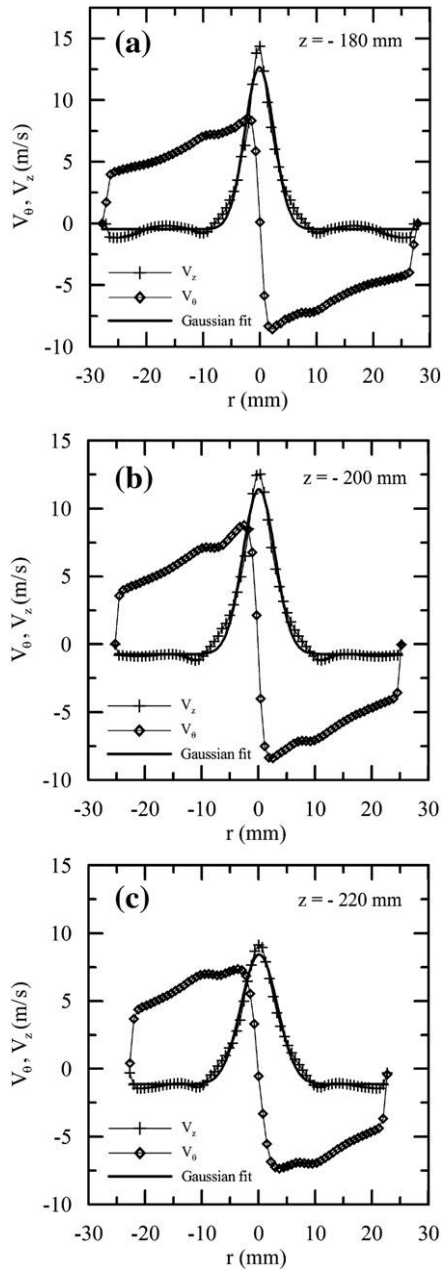 (a)
z = - 180 mm
15
10
5
0
-5
-10
Vθ, Vz (m/s)
Vz
Vθ
Gaussian fit
-30 -20 -10 0 10 20 30
r (mm)
(b)
z = - 200 mm
15
10
5
0
-5
-10
Vθ, Vz (m/s)
Vz
Vθ
Gaussian fit
-30 -20 -10 0 10 20 30
r (mm)
(c)
z = - 220 mm
15
10
5
0
-5
-10
Vθ, Vz (m/s)
Vz
Vθ
Gaussian fit
-30 -20 -10 0 10 20 30
r (mm)